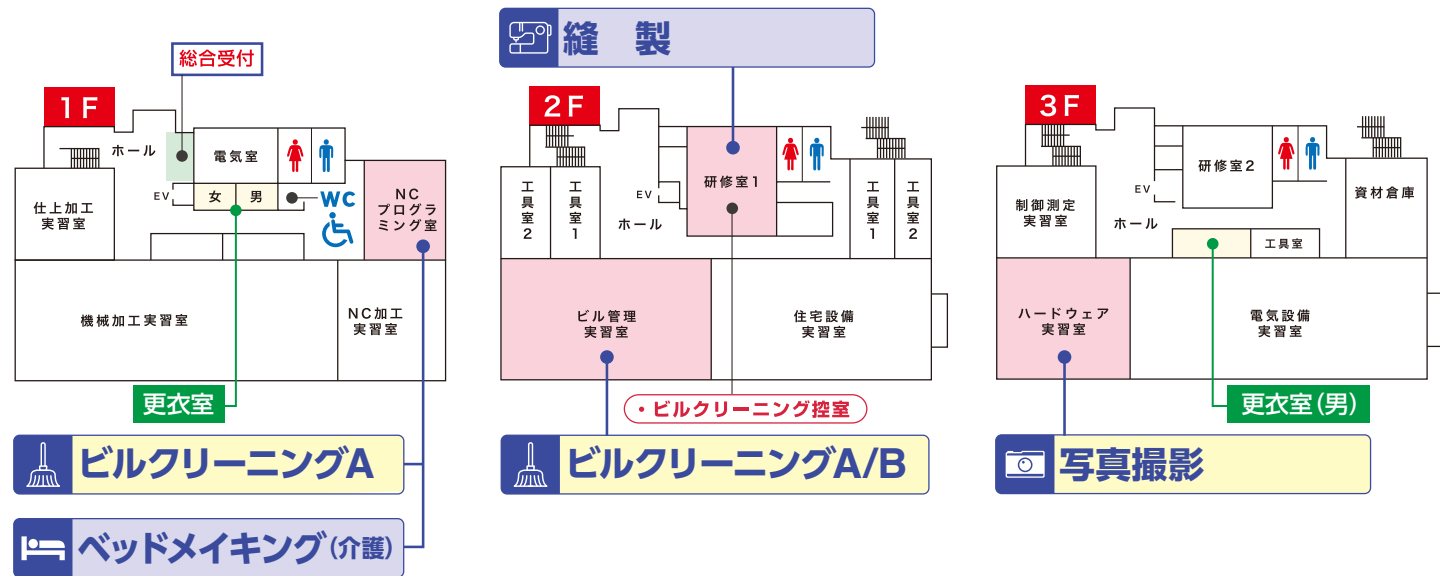 総合受付
1F
ホール
電気室
EV
女
男
WC
仕上加工
実習室
NC
プログラ
ミング室
機械加工実習室
NC加工
実習室
更衣室
ビルクリーニングA
ベッドメイキング(介護)
縫 製
2F
工具室2
工具室1
EV
ホール
研修室1
工具室1
工具室2
ビル管理
実習室
住宅設備
実習室
・ビルクリーニング控室
ビルクリーニングA/B
3F
制御測定
実習室
EV
ホール
研修室2
工具室
資材倉庫
ハードウェア
実習室
電気設備
実習室
更衣室(男)
写真撮影